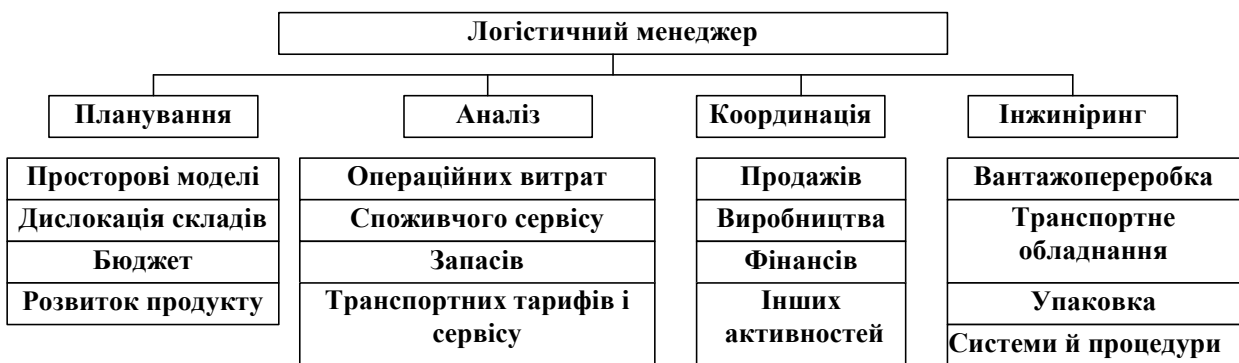 Логістичний менеджер
Планування
Аналіз
Координація
Інжиніринг
Просторові моделі
Дислокація складів
Бюджет
Розвиток продукту
Операційних витрат
Споживчого сервісу
Запасів
Транспортних тарифів і
сервісу
Продажів
Виробництва
Фінансів
Інших
активностей
Вантажопереробка
Транспортне
обладнання
Упаковка
Системи й процедури